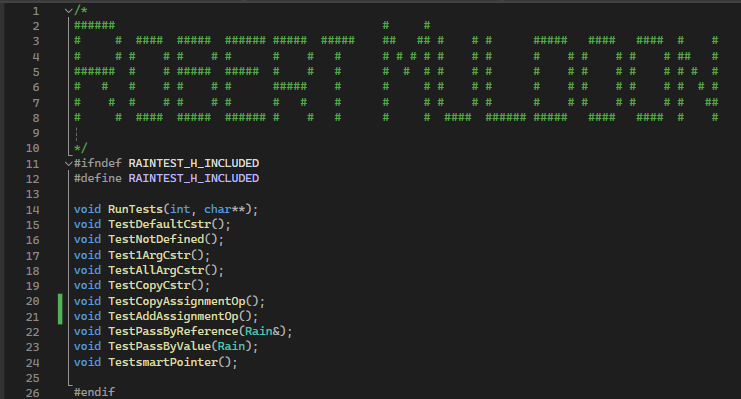 1 /*
2 ######                                       #     #
3 #     #  ####  #####  ###### #####  #####    ##   ## #    # #      #####   ####   ####  #    #
4 #     # #    # #    # #      #    #   #      # # # # #    # #      #    # #    # #    # ##   #
5 ######  #    # #####  #####  #    #   #      #  #  # #    # #      #    # #    # #    # # #  #
6 #   #   #    # #    # #      #####    #      #     # #    # #      #    # #    # #    # #  # #
7 #    #  #    # #    # #      #   #    #      #     # #    # #      #    # #    # #    # #   ##
8 #     #  ####  #####  ###### #    #   #      #     #  ####  ###### #####   ####   ####  #    #
9
10 */
11 #ifndef RAINTEST_H_INCLUDED
12 #define RAINTEST_H_INCLUDED
13
14 void RunTests(int, char**);
15 void TestDefaultCstr();
16 void TestNotDefined();
17 void Test1ArgCstr();
18 void TestAllArgCstr();
19 void TestCopyCstr();
20 void TestCopyAssignmentOp();
21 void TestAddAssignmentOp();
22 void TestPassByReference(Rain&);
23 void TestPassByValue(Rain);
24 void TestsmartPointer();
25
26 #endif